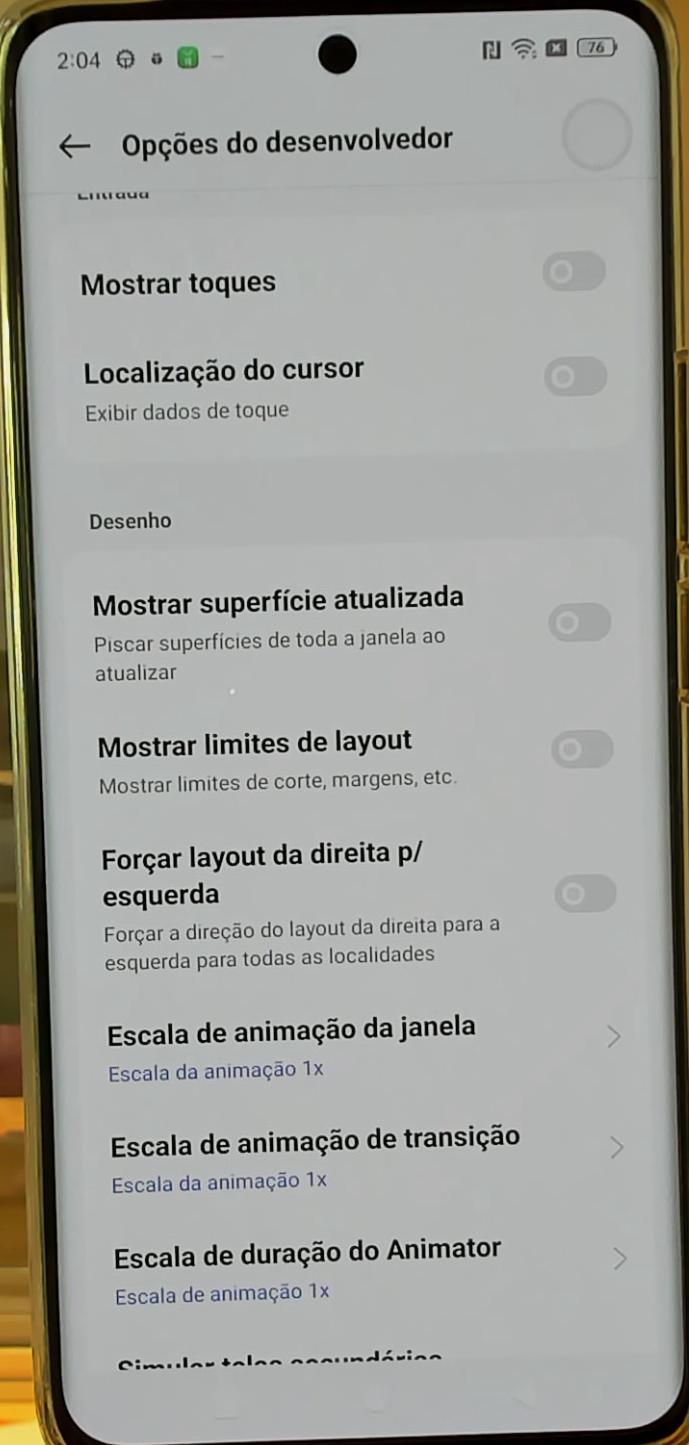 2:04
76
Opções do desenvolvedor
Entrada
Mostrar toques
Localização do cursor
Exibir dados de toque
Desenho
Mostrar superfície atualizada
Piscar superfícies de toda a janela ao
atualizar
Mostrar limites de layout
Mostrar limites de corte, margens, etc.
Forçar layout da direita p/
esquerda
Forçar a direção do layout da direita para a
esquerda para todas as localidades
Escala de animação da janela
Escala da animação 1x
Escala de animação de transição
Escala da animação 1x
Escala de duração do Animator
Escala de animação 1x
Simular telas secundárias